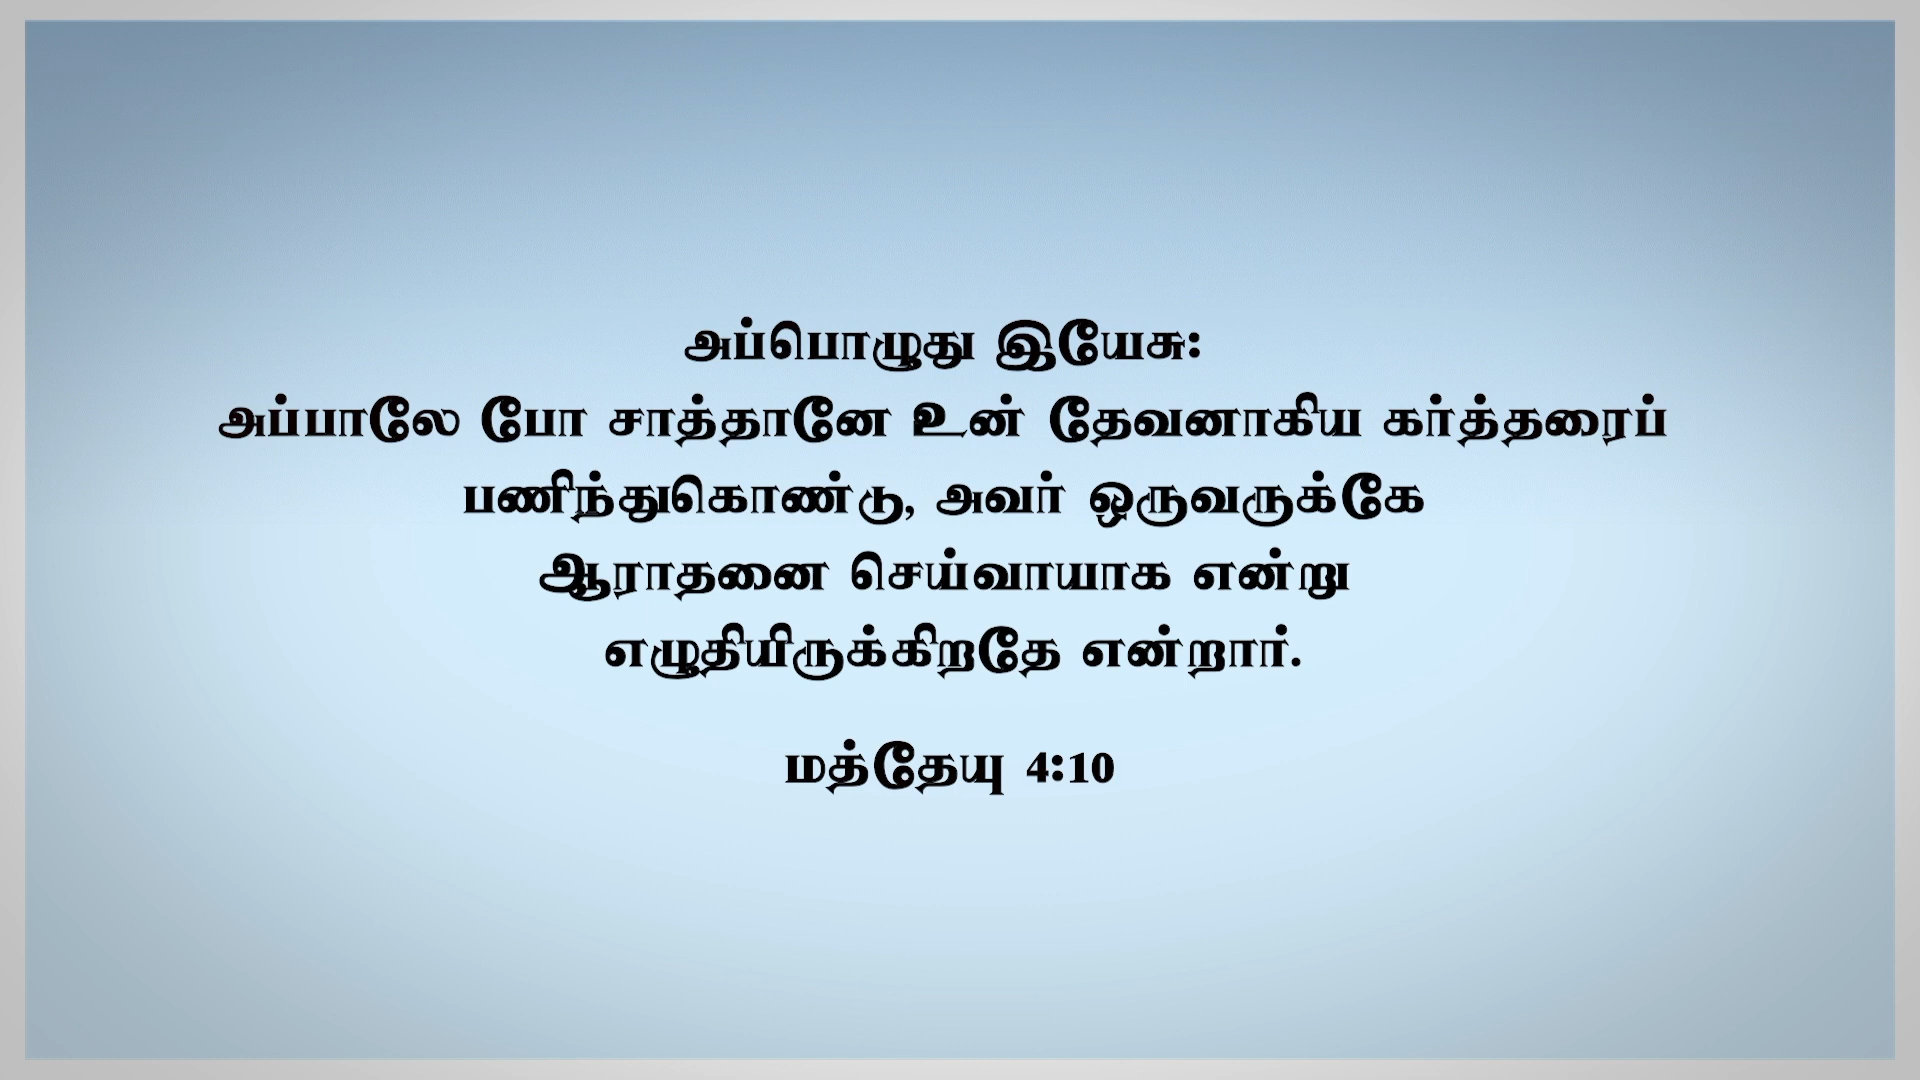 அப்பொழுது இயேசு:
அப்பாலே போ சாத்தானே உன் தேவனாகிய கர்த்தரைப்
பணிந்துகொண்டு, அவர் ஒருவருக்கே
ஆராதனை செய்வாயாக என்று
எழுதியிருக்கிறதே என்றார்.
மத்தேயு 4:10